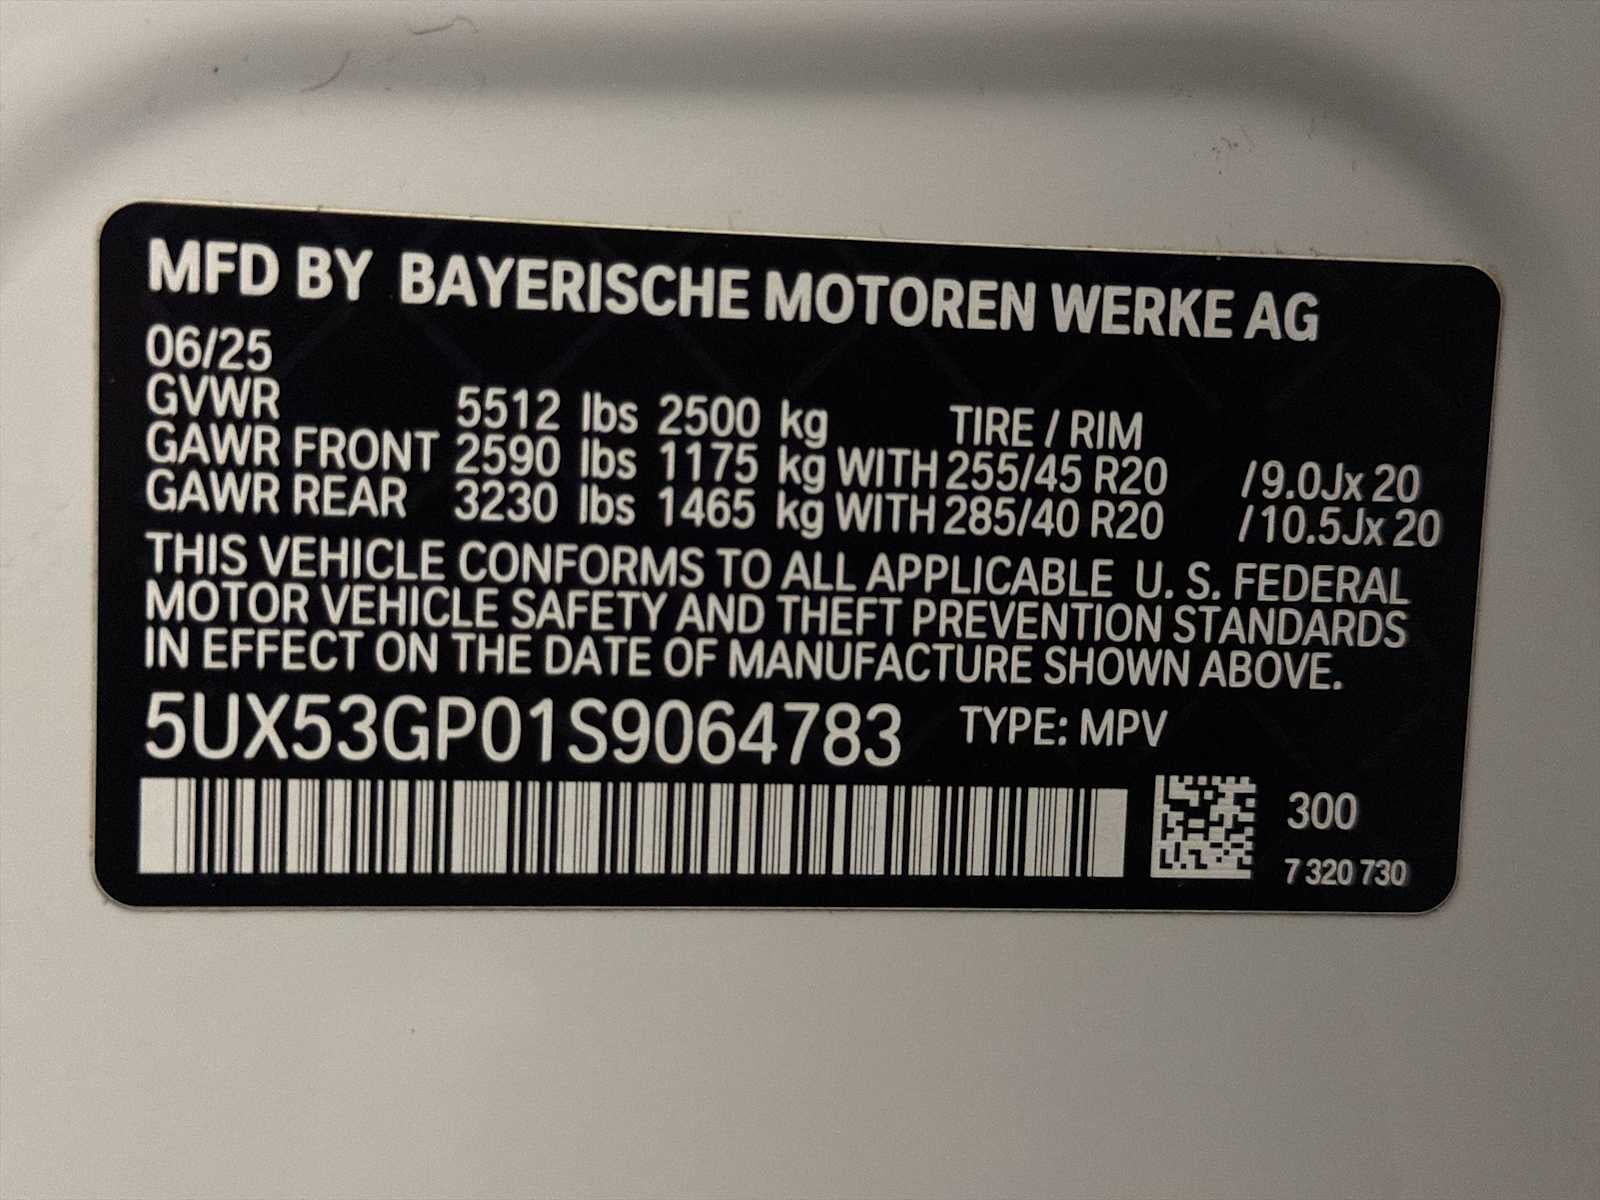 MFD BY BAYERISCHE MOTOREN WERKE AG
06/25
GVWR 5512 lbs 2500 kg TIRE / RIM
GAWR FRONT 2590 lbs 1175 kg WITH 255/45 R20 /9.0Jx 20
GAWR REAR 3230 lbs 1465 kg WITH 285/40 R20 /10.5Jx 20
THIS VEHICLE CONFORMS TO ALL APPLICABLE U. S. FEDERAL
MOTOR VEHICLE SAFETY AND THEFT PREVENTION STANDARDS
IN EFFECT ON THE DATE OF MANUFACTURE SHOWN ABOVE.
5UX53GP01S9064783 TYPE: MPV
300
7 320 730